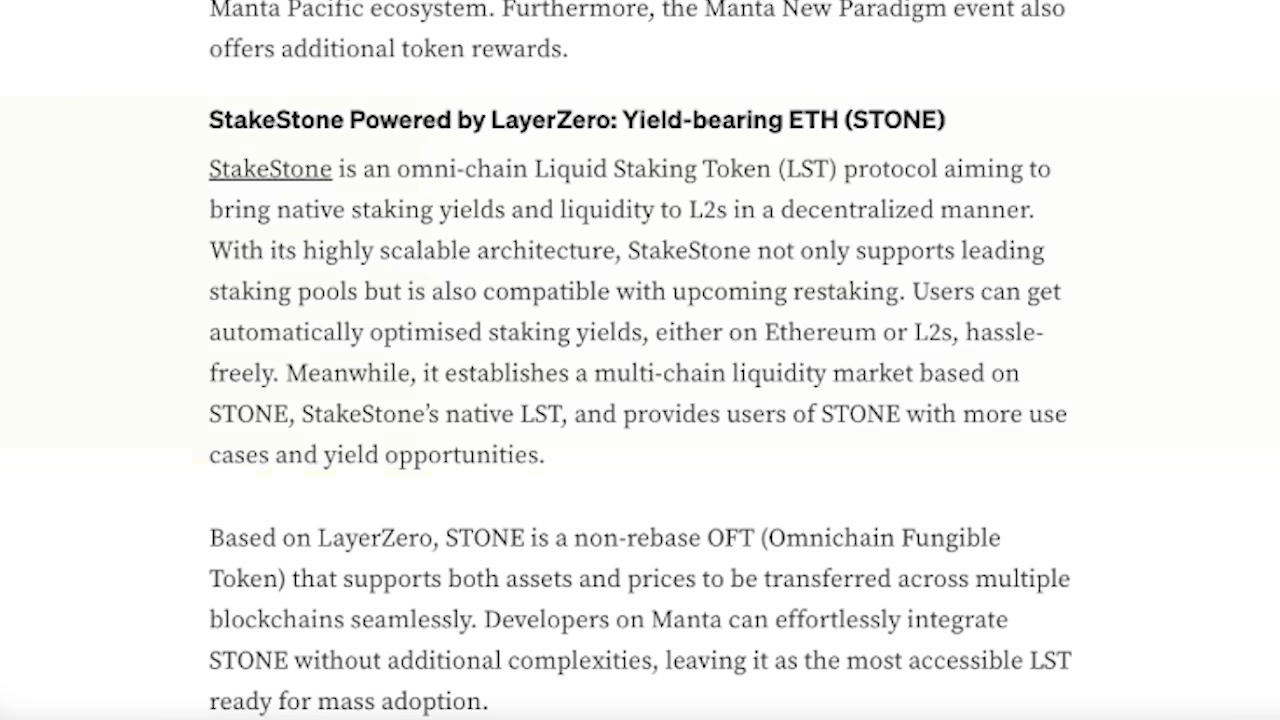 Manta Pacific ecosystem. Furthermore, the Manta New Paradigm event also
offers additional token rewards.
StakeStone Powered by LayerZero: Yield-bearing ETH (STONE)
StakeStone is an omni-chain Liquid Staking Token (LST) protocol aiming to
bring native staking yields and liquidity to L2s in a decentralized manner.
With its highly scalable architecture, StakeStone not only supports leading
staking pools but is also compatible with upcoming restaking. Users can get
automatically optimised staking yields, either on Ethereum or L2s, hassle-
freely. Meanwhile, it establishes a multi-chain liquidity market based on
STONE, StakeStone’s native LST, and provides users of STONE with more use
cases and yield opportunities.
Based on LayerZero, STONE is a non-rebase OFT (Omnichain Fungible
Token) that supports both assets and prices to be transferred across multiple
blockchains seamlessly. Developers on Manta can effortlessly integrate
STONE without additional complexities, leaving it as the most accessible LST
ready for mass adoption.